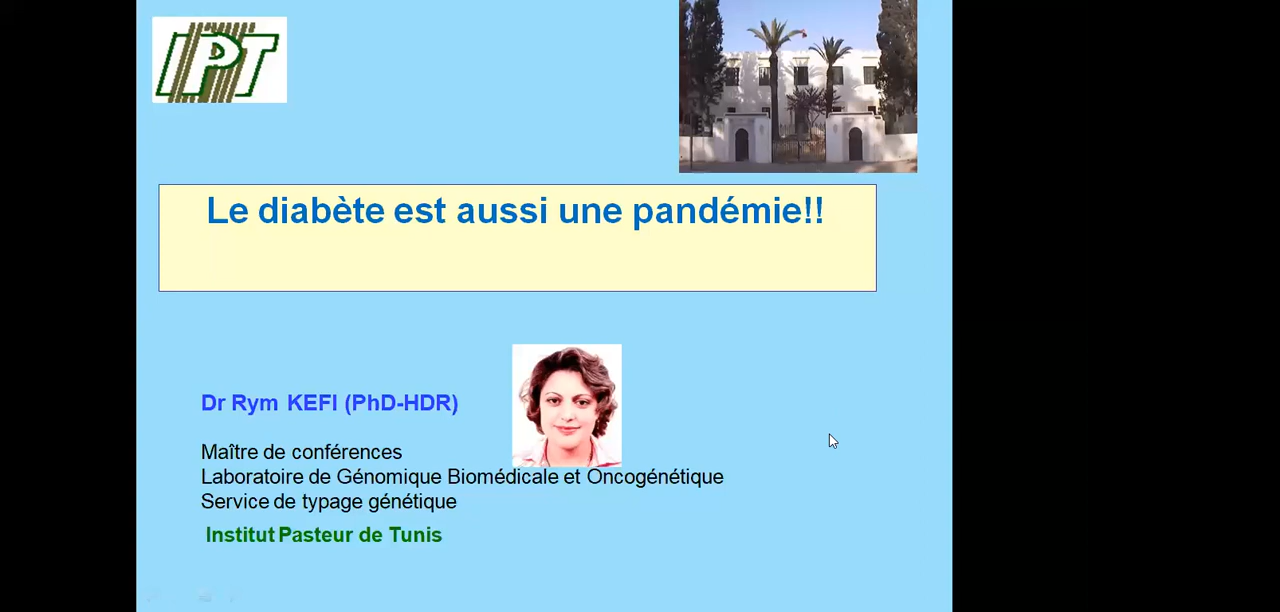 IPT
Le diabète est aussi une pandémie!!
Dr Rym KEFI (PhD-HDR)
Maître de conférences
Laboratoire de Génomique Biomédicale et Oncogénétique
Service de typage génétique
Institut Pasteur de Tunis